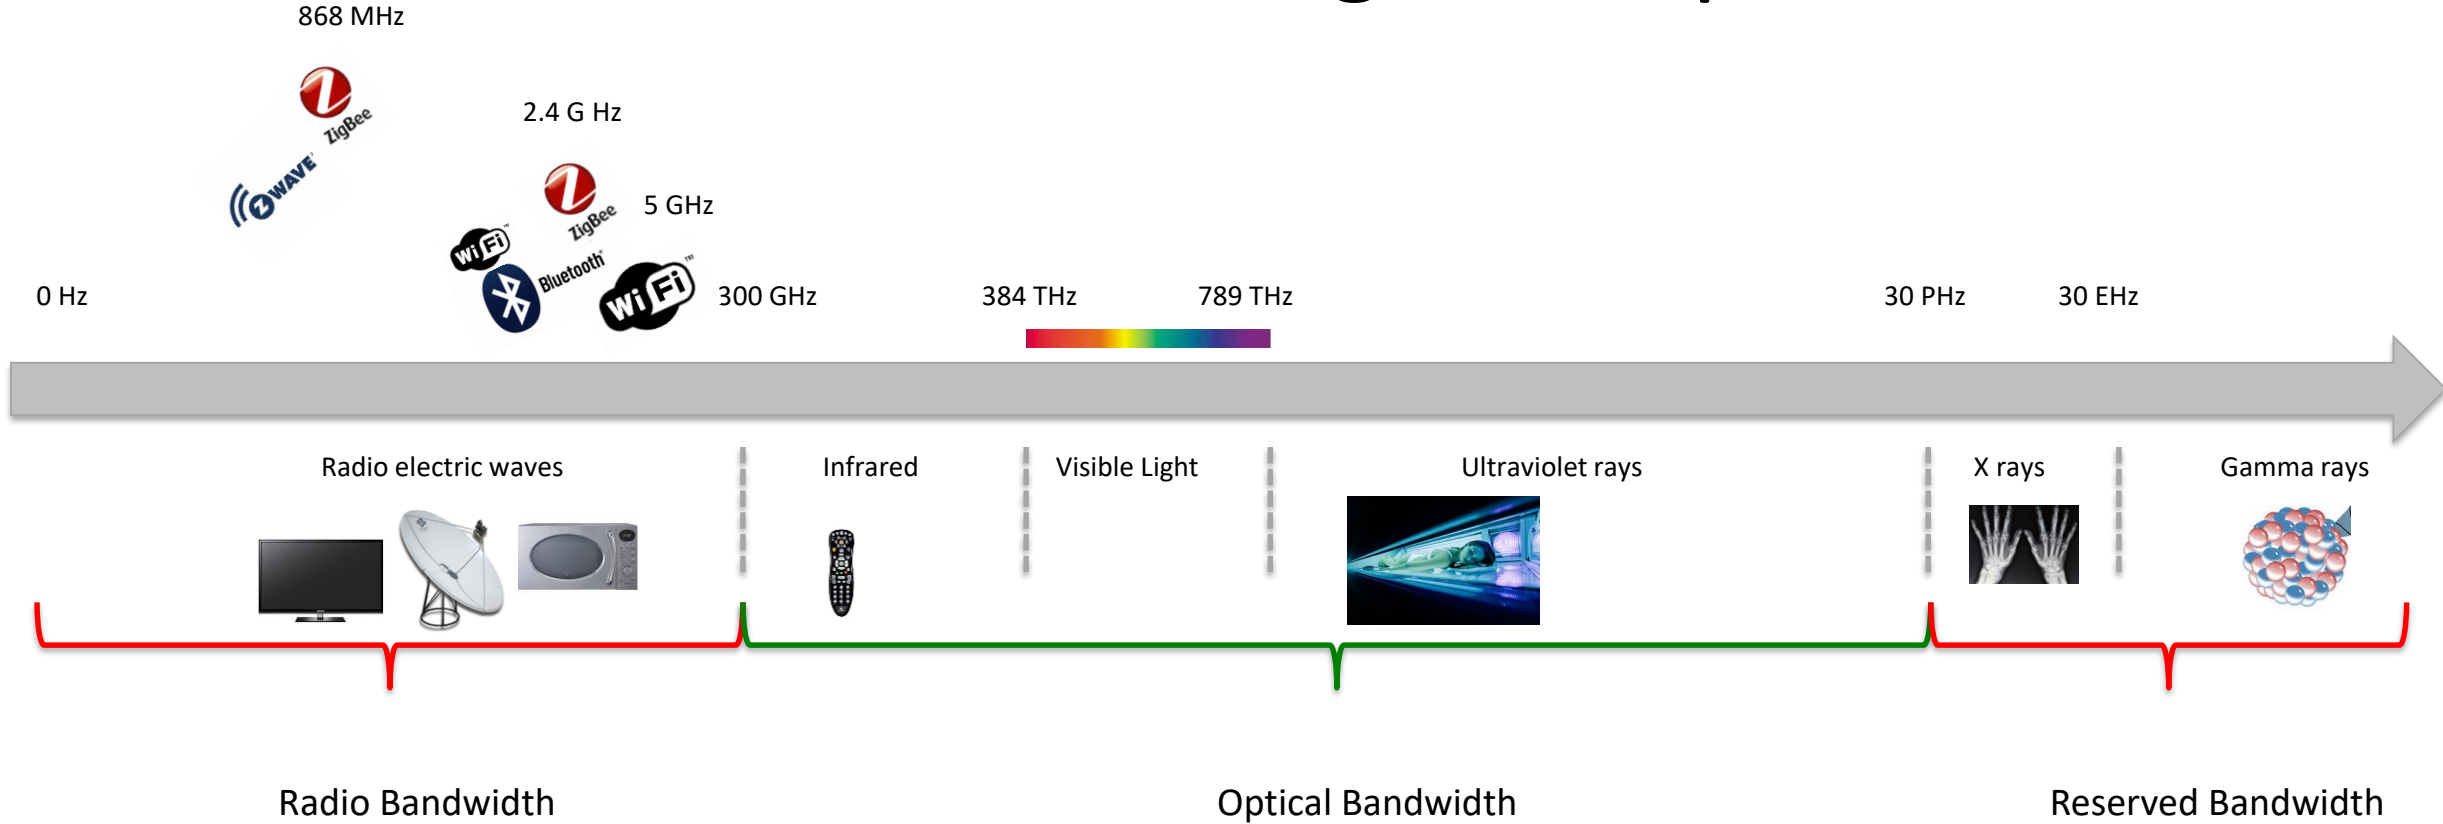 868 MHz
ZigBee
Z WAVE
2.4 G Hz
ZigBee
5 GHz
Wi Fi ™
Bluetooth
Wi Fi ™
0 Hz
300 GHz
384 THz
789 THz
30 PHz
30 EHz
Radio electric waves
Infrared
Visible Light
Ultraviolet rays
X rays
Gamma rays
Radio Bandwidth
Optical Bandwidth
Reserved Bandwidth